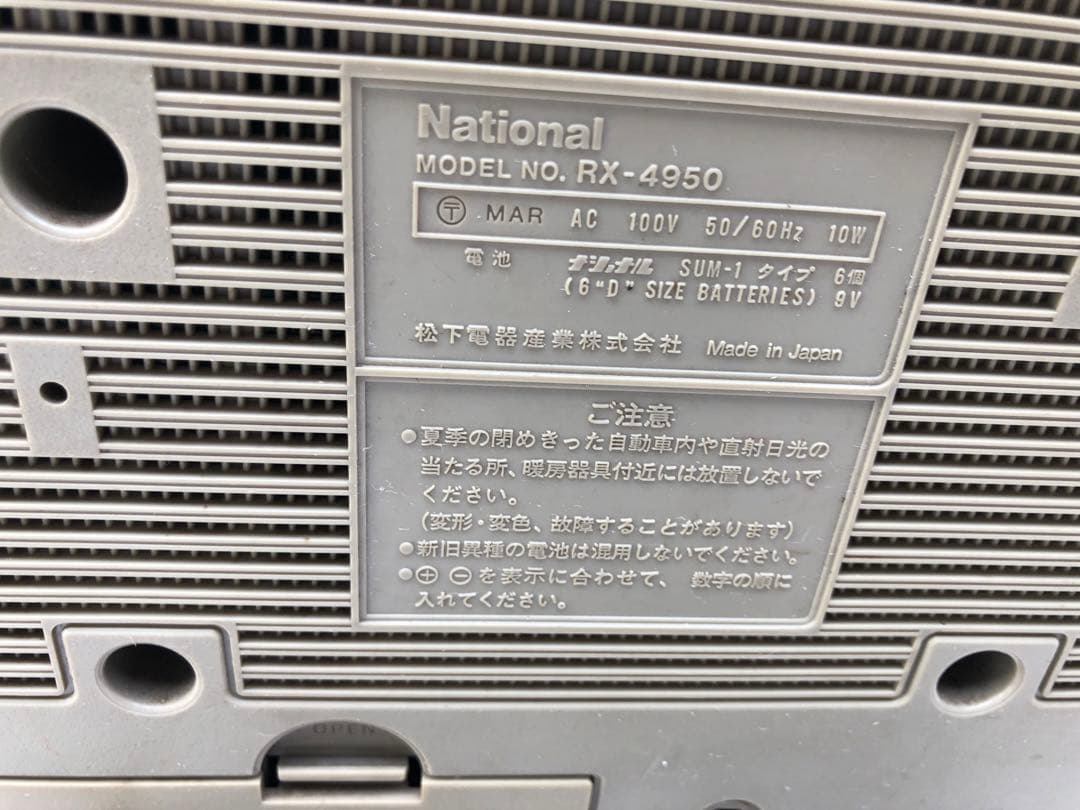 National
MODEL NO. RX-4950
〒 MAR AC 100V 50/60Hz 10W
電池 ナショナル SUM-1 タイプ 6個
(6 "D" SIZE BATTERIES) 9V
松下電器産業株式会社 Made in Japan
ご注意
●夏季の閉めきった自動車内や直射日光の
当たる所、暖房器具付近には放置しないで
ください。
(変形・変色、故障することがあります)
●新旧異種の電池は混用しないでください。
●⊕ ⊖を表示に合わせて、数字の順に
入れてください。
OPEN